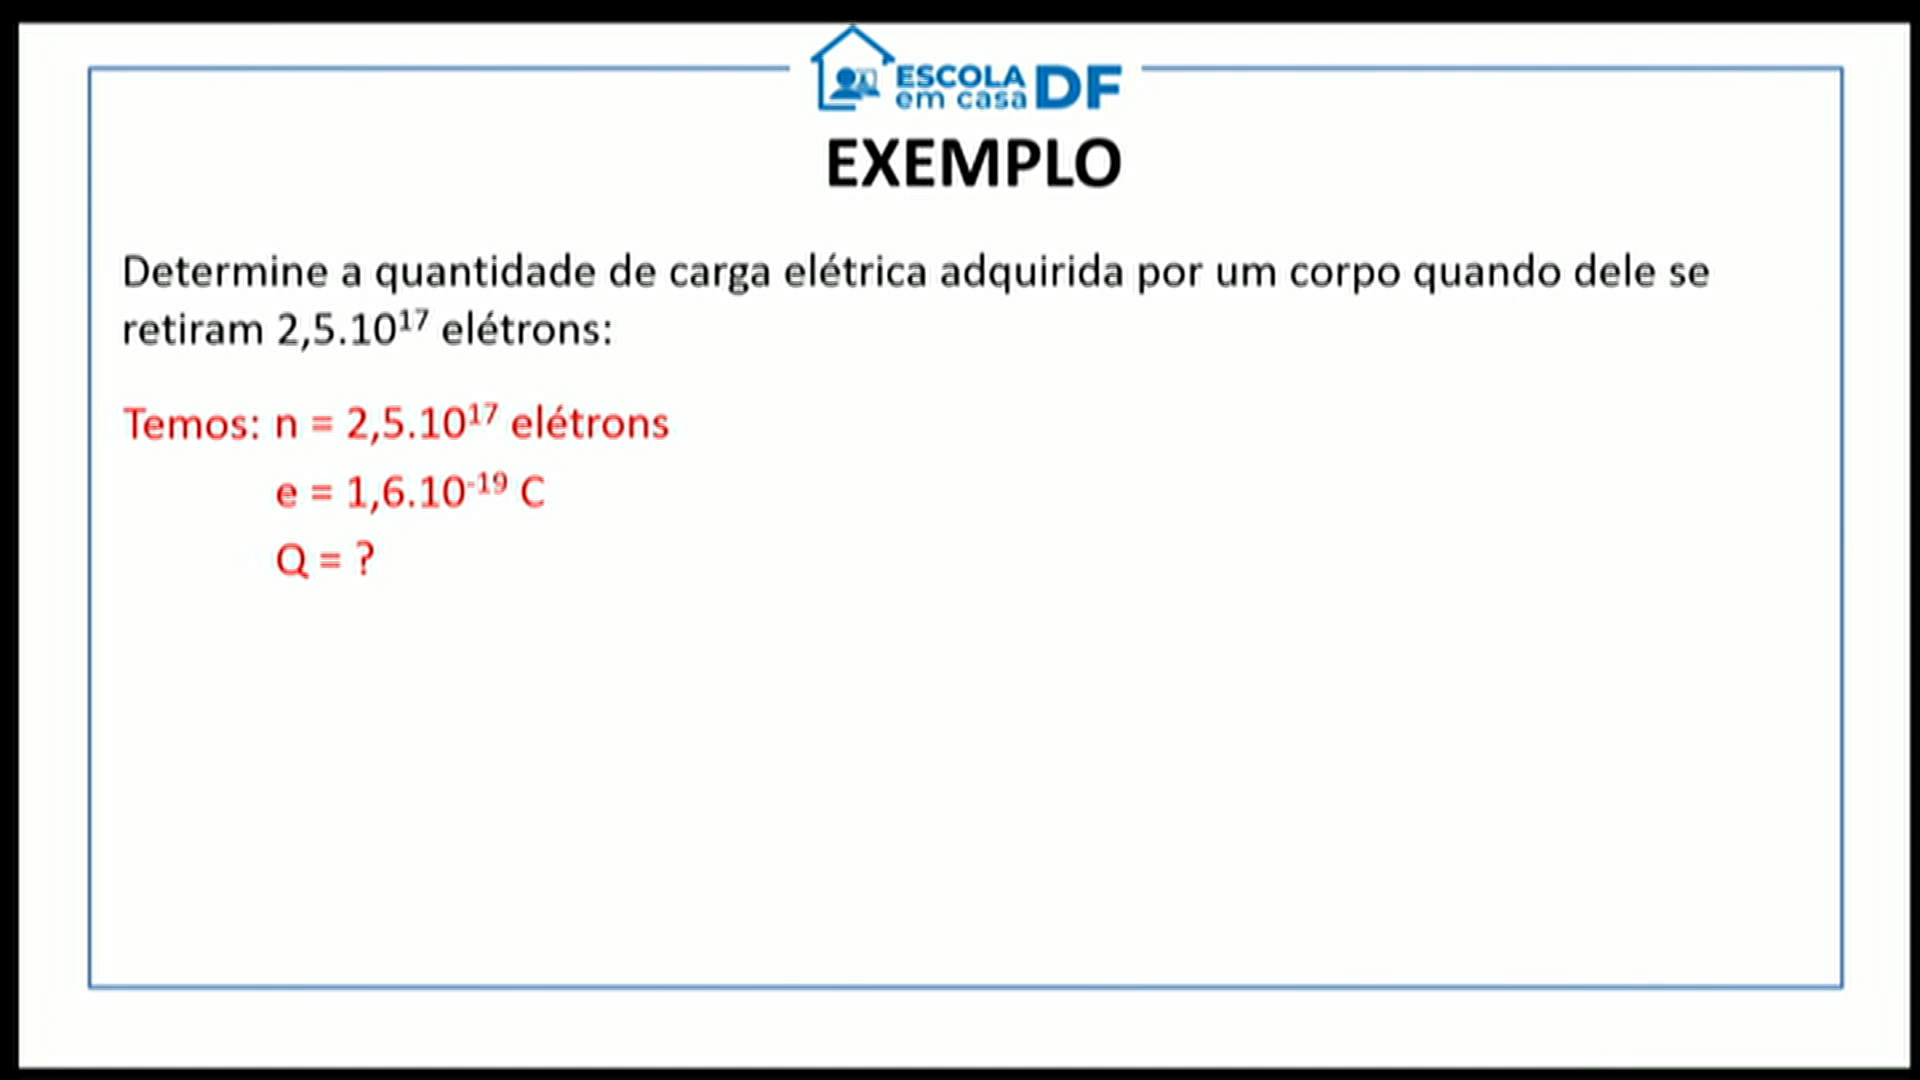 ESCOLA
em casa DF
EXEMPLO
Determine a quantidade de carga elétrica adquirida por um corpo quando dele se
retiram 2,5.10¹⁷ elétrons:
Temos: n = 2,5.10¹⁷ elétrons
e = 1,6.10⁻¹⁹ C
Q = ?